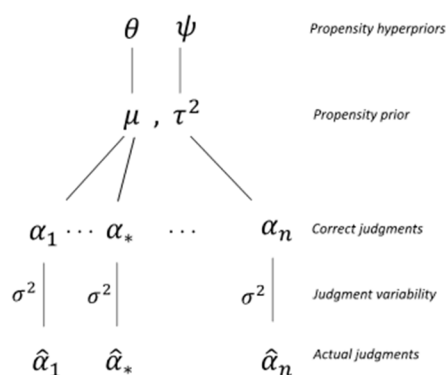 θ ψ Propensity hyperpriors
μ , τ² Propensity prior
α₁ ··· α* ··· αₙ Correct judgments
σ² σ² σ² Judgment variability
α̂₁ α̂* α̂ₙ Actual judgments